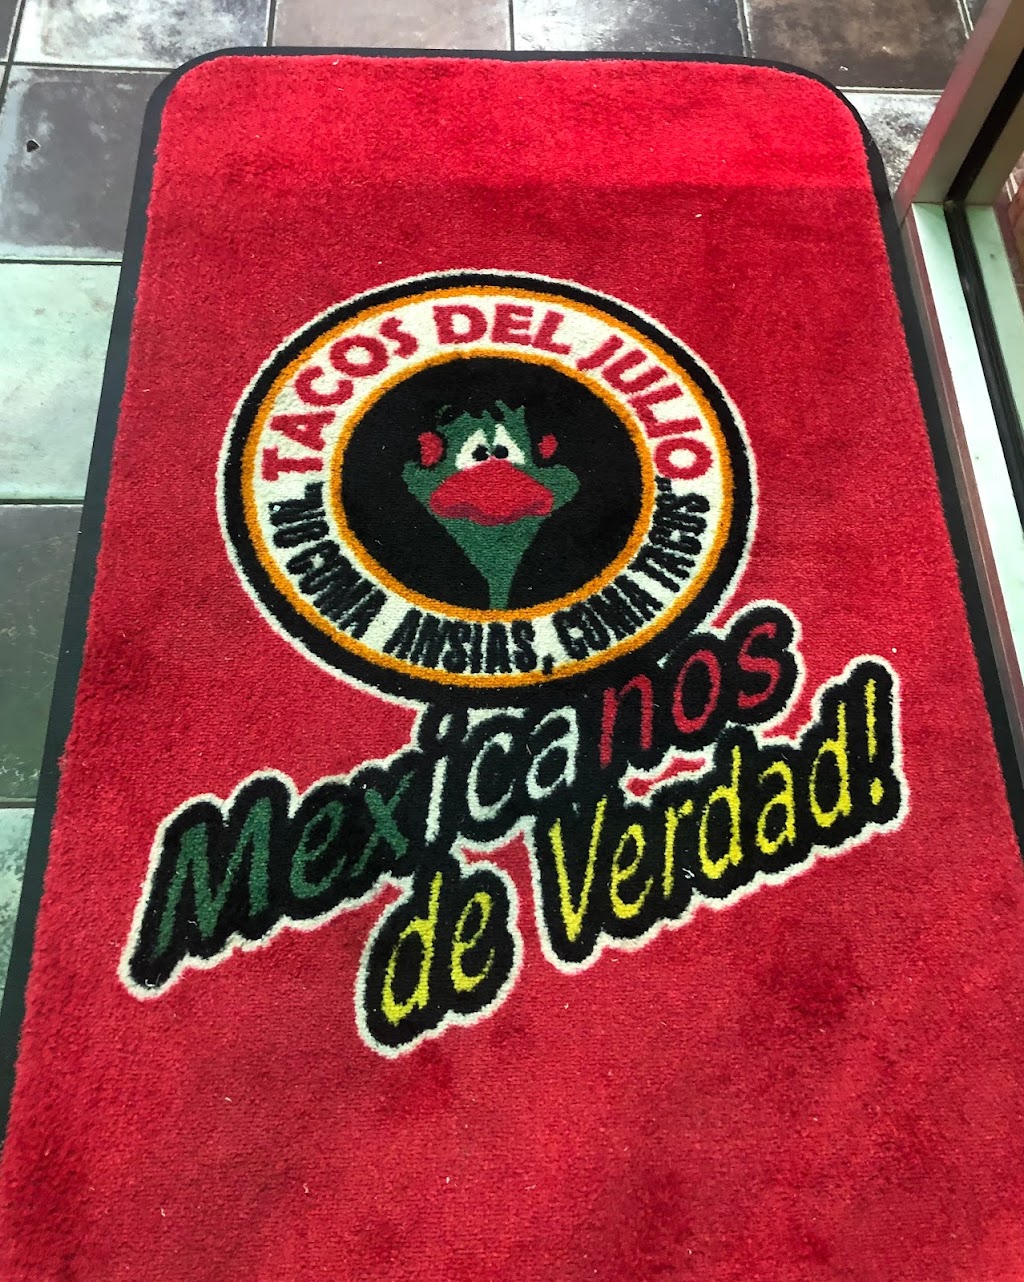 TACOS DEL JULIO
"NO COMA ANSIAS, COMA TACOS"
Mexicanos
de Verdad!